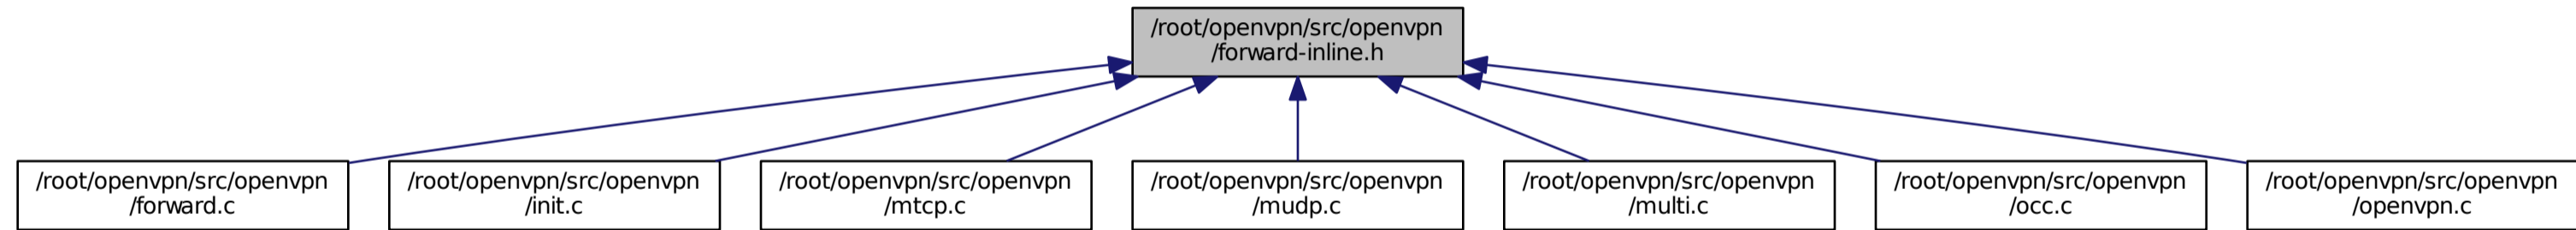 /root/openvpn/src/openvpn
/forward-inline.h
/root/openvpn/src/openvpn
/forward.c
/root/openvpn/src/openvpn
/init.c
/root/openvpn/src/openvpn
/mtcp.c
/root/openvpn/src/openvpn
/mudp.c
/root/openvpn/src/openvpn
/multi.c
/root/openvpn/src/openvpn
/occ.c
/root/openvpn/src/openvpn
/openvpn.c